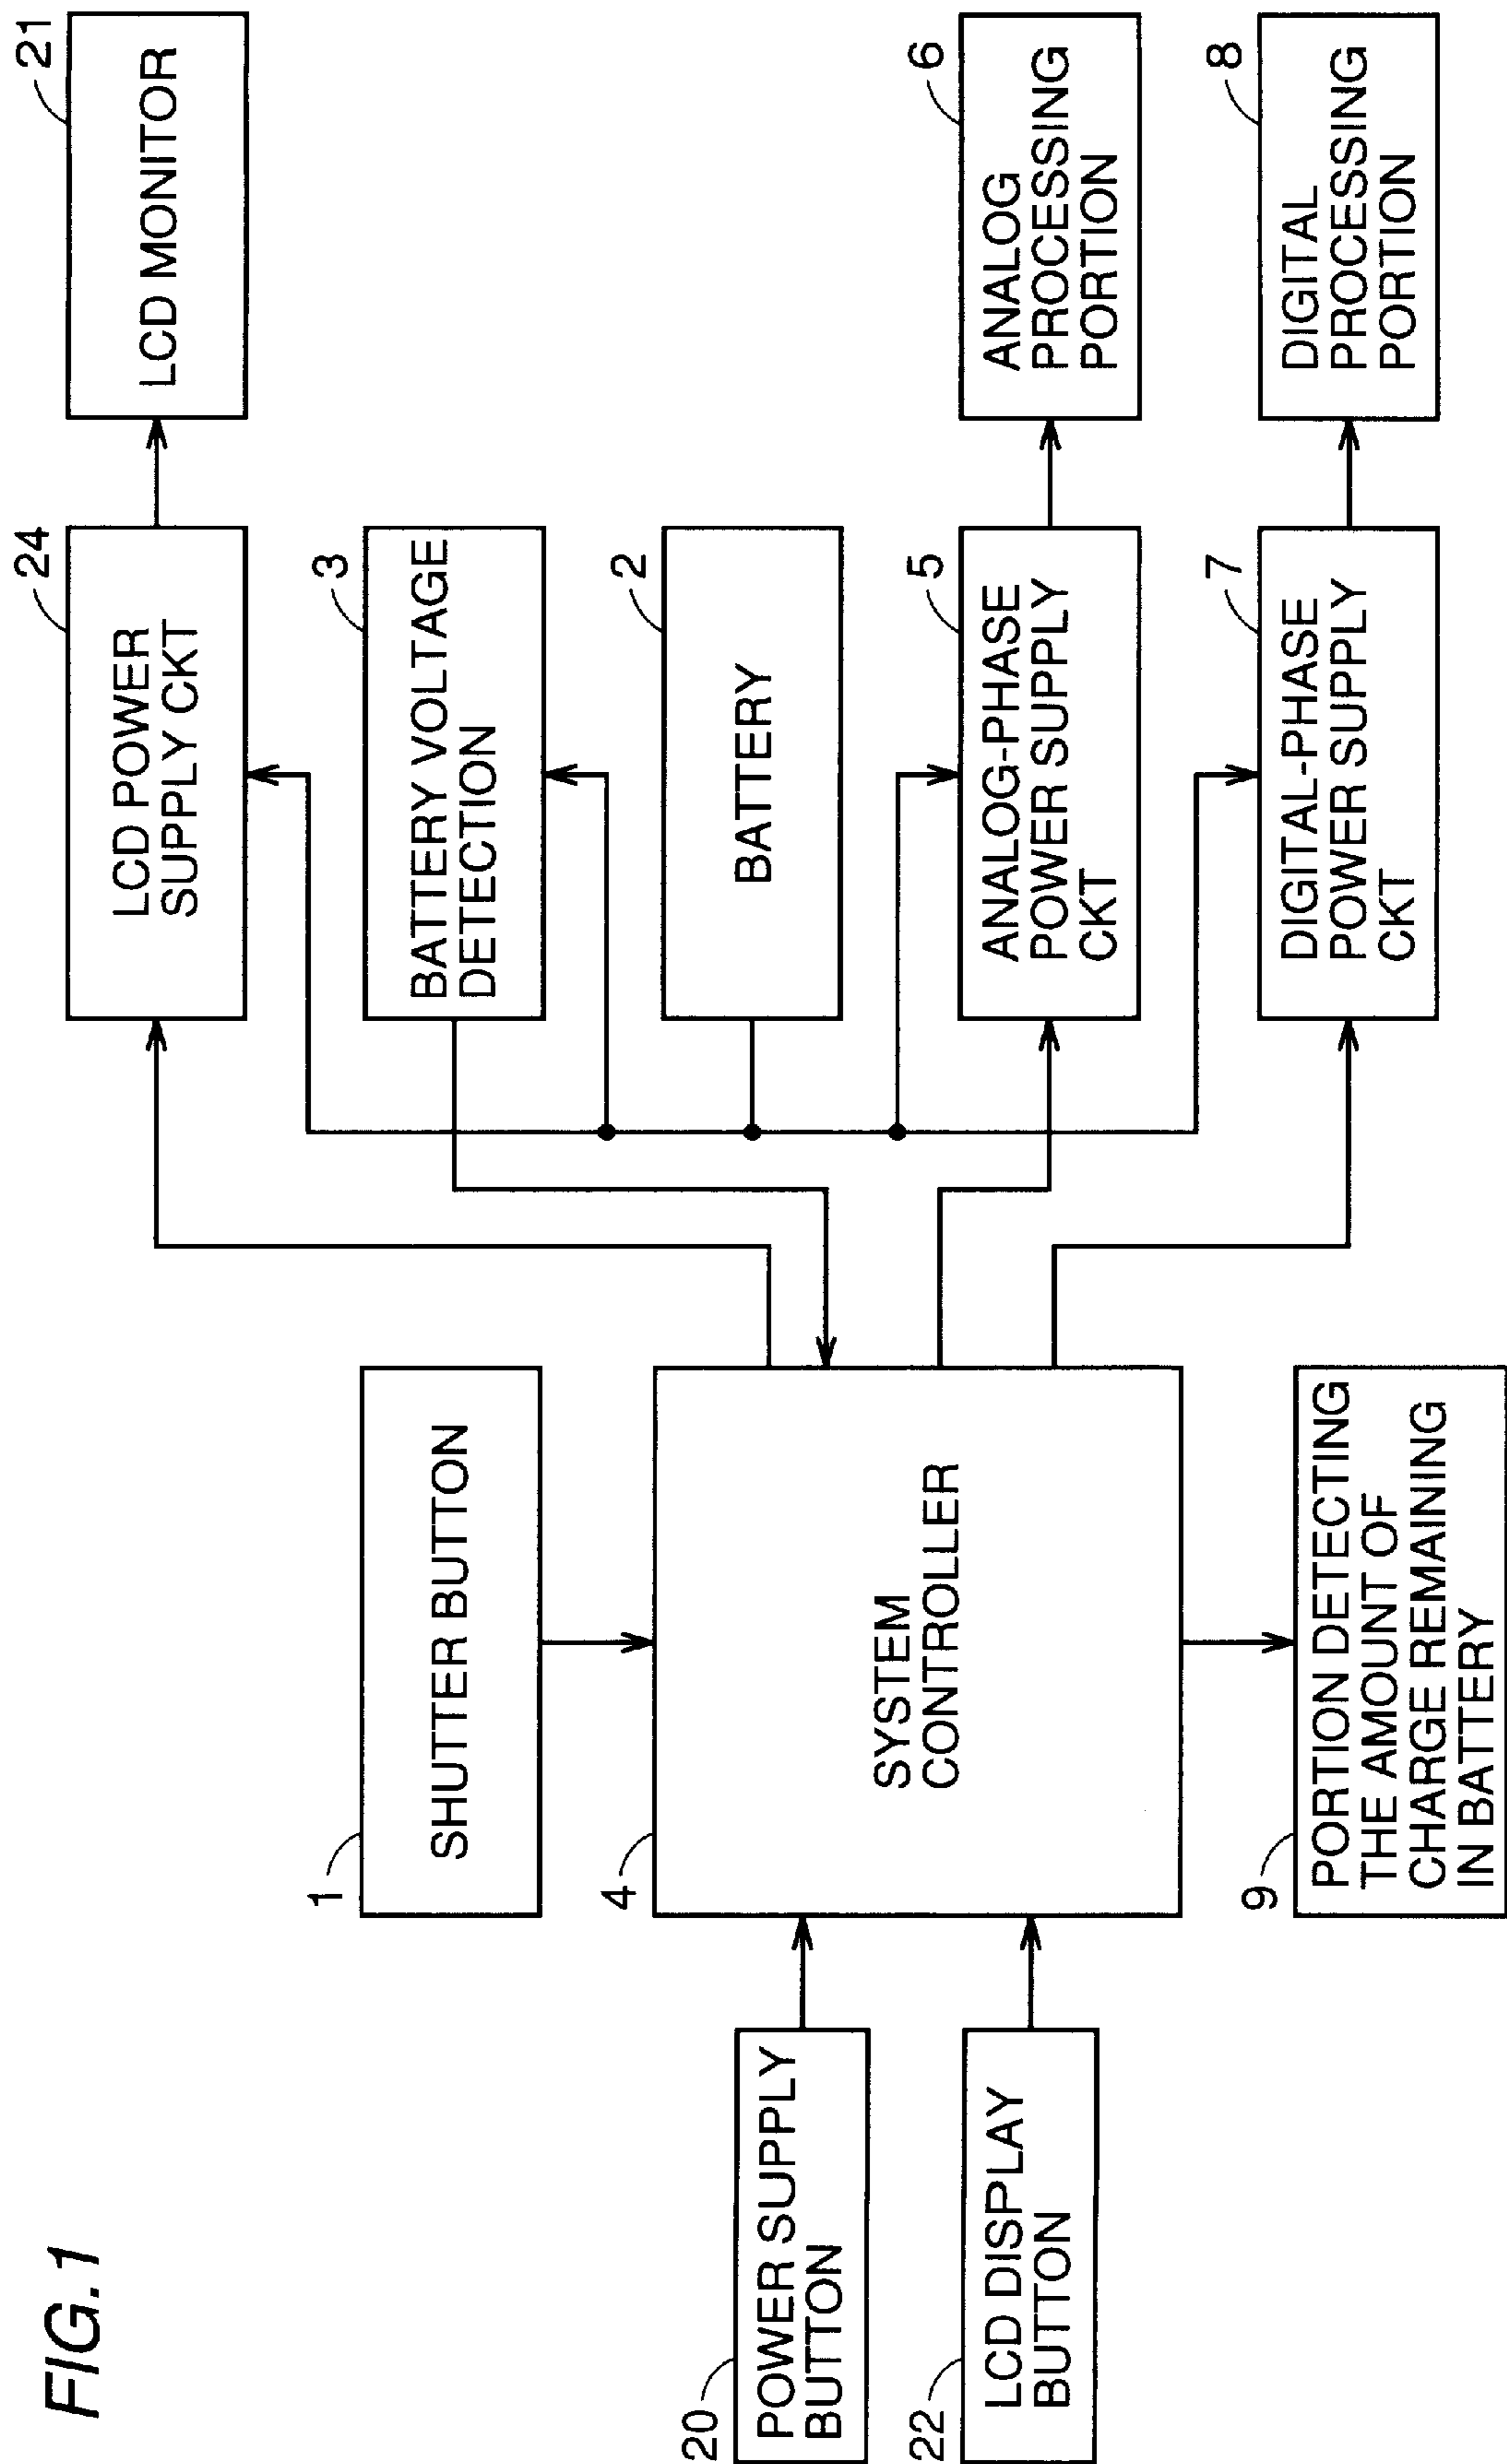 FIG.1
21
LCD MONITOR
24
LCD POWER
SUPPLY CKT
3
BATTERY VOLTAGE
DETECTION
2
BATTERY
6
ANALOG
PROCESSING
PORTION
5
ANALOG-PHASE
POWER SUPPLY
CKT
8
DIGITAL
PROCESSING
PORTION
7
DIGITAL-PHASE
POWER SUPPLY
CKT
1
SHUTTER BUTTON
4
SYSTEM
CONTROLLER
9
PORTION DETECTING
THE AMOUNT OF
CHARGE REMAINING
IN BATTERY
20
POWER SUPPLY
BUTTON
22
LCD DISPLAY
BUTTON